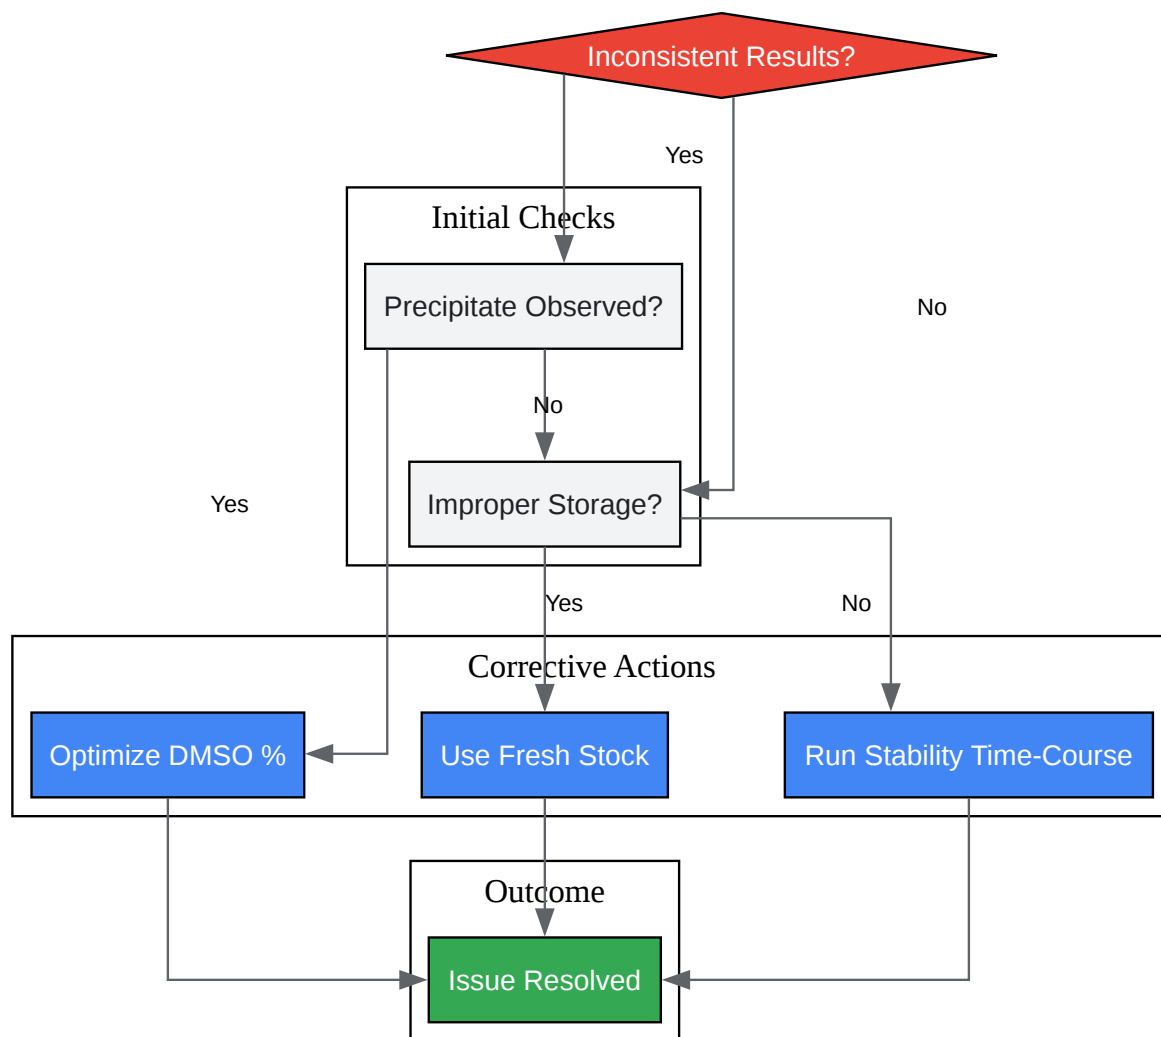 Inconsistent Results?
Yes
Initial Checks
Precipitate Observed?
No
No
Improper Storage?
Yes
Yes
No
Corrective Actions
Optimize DMSO %
Use Fresh Stock
Run Stability Time-Course
Outcome
Issue Resolved